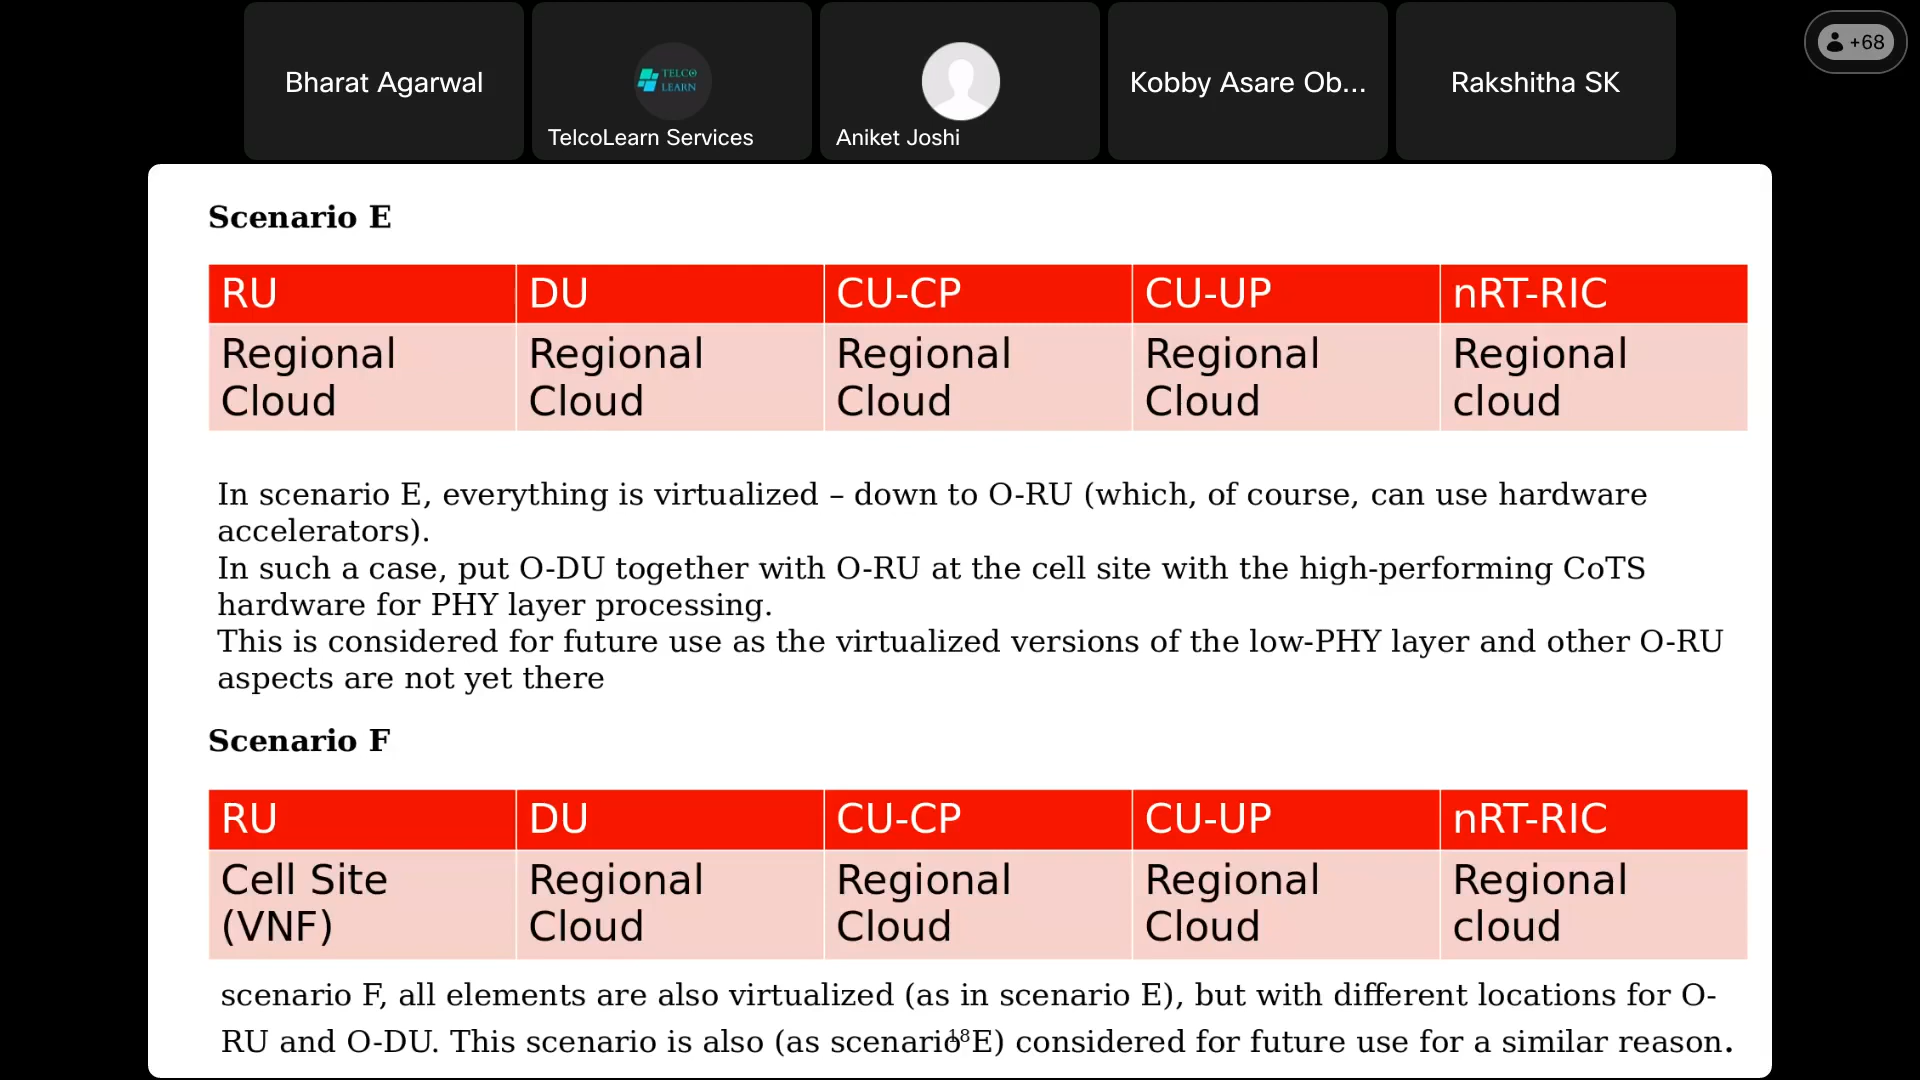 Bharat Agarwal
TELCO
LEARN
TelcoLearn Services
Aniket Joshi
Kobby Asare Ob...
Rakshitha SK
+68
Scenario E
RU DU CU-CP CU-UP nRT-RIC
Regional Regional Regional Regional Regional
Cloud Cloud Cloud Cloud cloud
In scenario E, everything is virtualized – down to O-RU (which, of course, can use hardware
accelerators).
In such a case, put O-DU together with O-RU at the cell site with the high-performing CoTS
hardware for PHY layer processing.
This is considered for future use as the virtualized versions of the low-PHY layer and other O-RU
aspects are not yet there
Scenario F
RU DU CU-CP CU-UP nRT-RIC
Cell Site Regional Regional Regional Regional
(VNF) Cloud Cloud Cloud cloud
scenario F, all elements are also virtualized (as in scenario E), but with different locations for O-
RU and O-DU. This scenario is also (as scenario E) considered for future use for a similar reason.
18